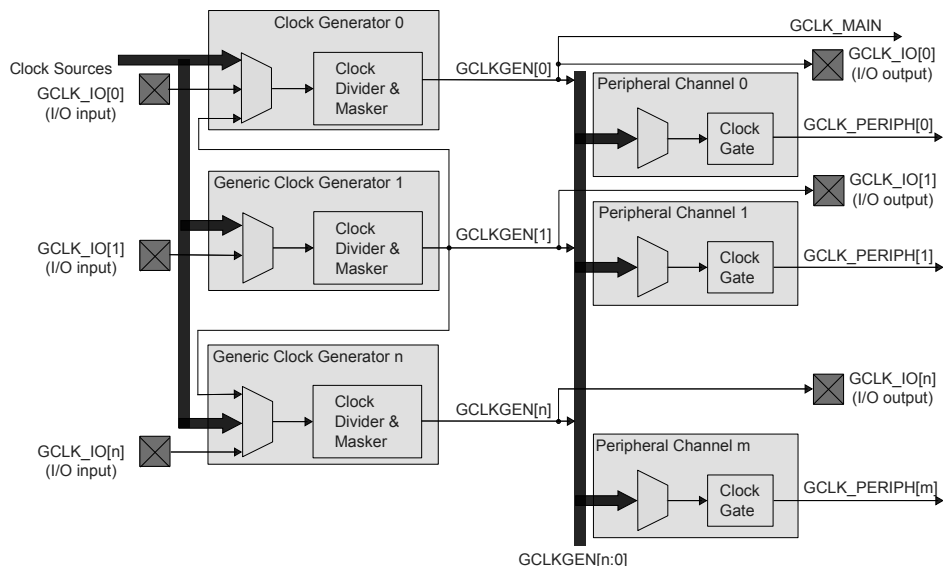 Clock Generator 0
GCLK_MAIN
GCLK_IO[0]
(I/O output)
Clock Sources
GCLK_IO[0]
(I/O input)
Clock
Divider &
Masker
GCLKGEN[0]
Peripheral Channel 0
Clock
Gate
GCLK_PERIPH[0]
Generic Clock Generator 1
GCLK_IO[1]
(I/O output)
GCLK_IO[1]
(I/O input)
Clock
Divider &
Masker
GCLKGEN[1]
Peripheral Channel 1
Clock
Gate
GCLK_PERIPH[1]
Generic Clock Generator n
GCLK_IO[n]
(I/O output)
GCLK_IO[n]
(I/O input)
Clock
Divider &
Masker
GCLKGEN[n]
Peripheral Channel m
Clock
Gate
GCLK_PERIPH[m]
GCLKGEN[n:0]